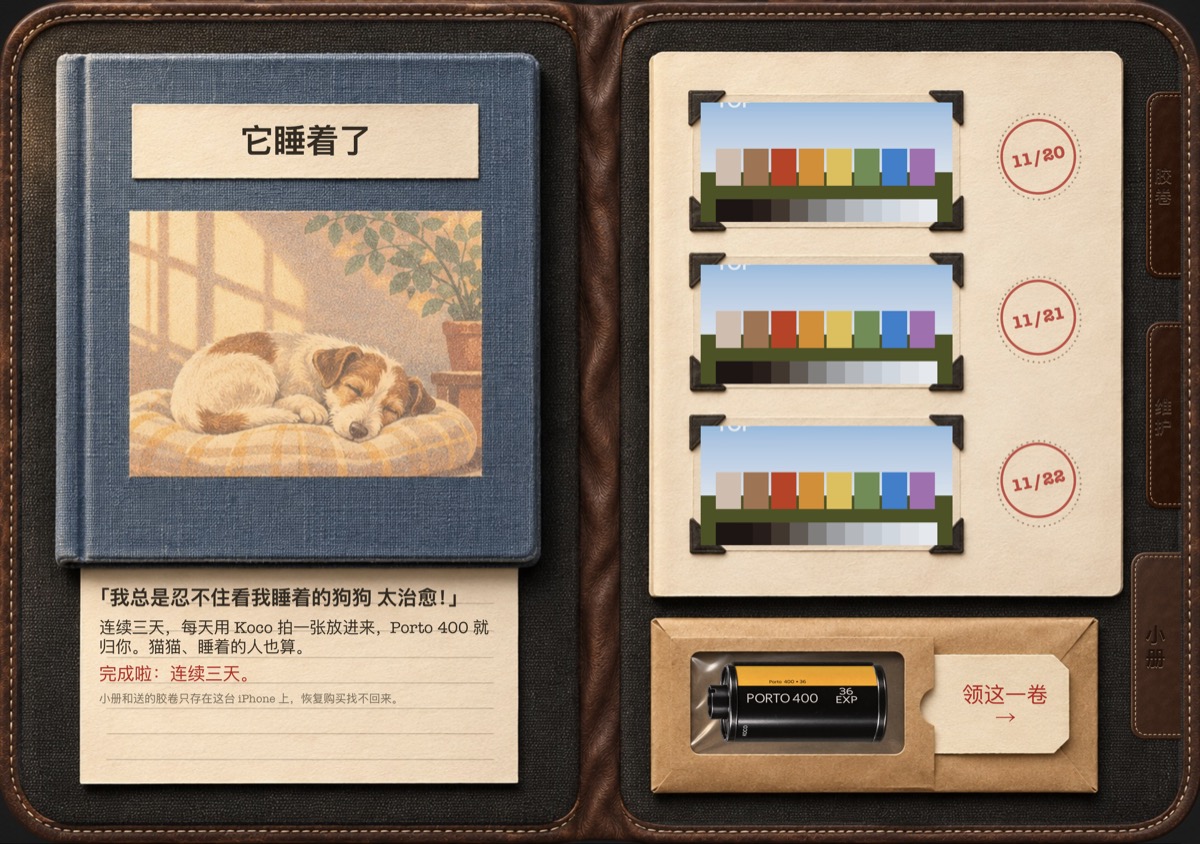 它睡着了
「我总是忍不住看我睡着的狗狗 太治愈!」
连续三天，每天用 Koco 拍一张放进来，Porto 400 就
归你。猫猫、睡着的人也算。
完成啦：连续三天。
小册和送的胶卷只存在这台 iPhone 上，恢复购买找不回来。
11/20
11/21
11/22
Porto 400 • 36
PORTO 400
36
EXP
KOCO
领这一卷
→
胶卷
维护
小册